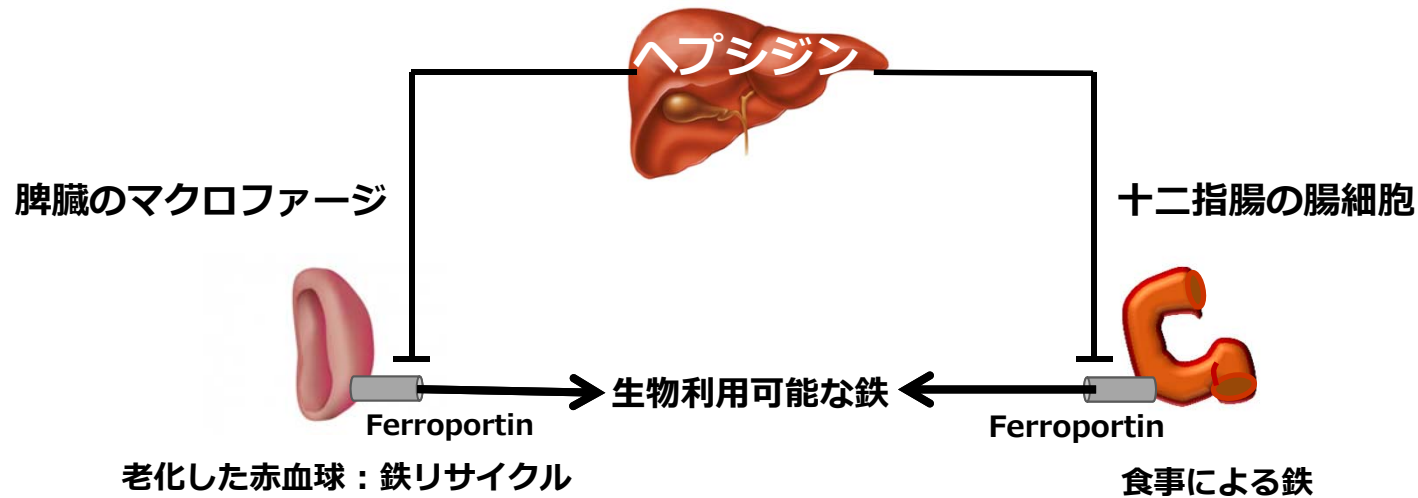 ヘプシジン
脾臓のマクロファージ
十二指腸の腸細胞
生物利用可能な鉄
Ferroportin
Ferroportin
老化した赤血球：鉄リサイクル
食事による鉄